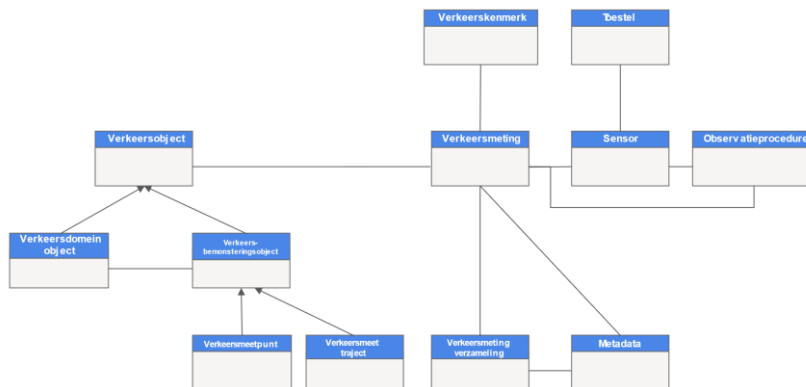 Verkeerskenmerk
Toestel
Verkeersobject
Verkeersmeting
Sensor
Observatieprocedure
Verkeersdomein
object
Verkeers-
bemonsteringsobject
Verkeersmeetpunt
Verkeersmeet
traject
Verkeersmeting
verzameling
Metadata